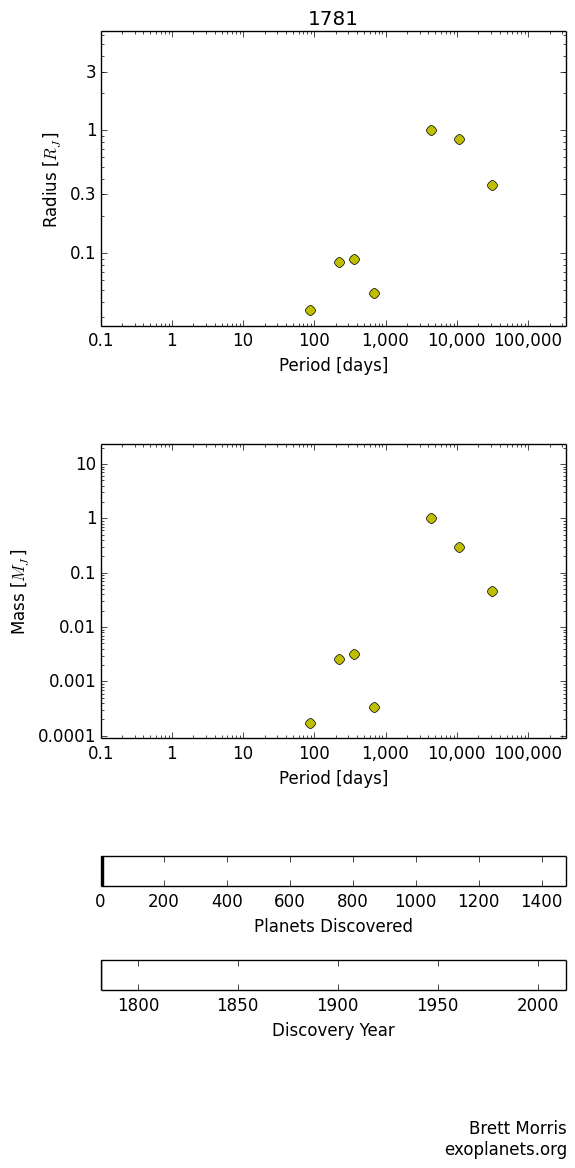 1781
3
1
0.3
0.1
Radius [R_J]
0.1 1 10 100 1,000 10,000 100,000
Period [days]
10
1
0.1
0.01
0.001
0.0001
Mass [M_J]
0.1 1 10 100 1,000 10,000 100,000
Period [days]
0 200 400 600 800 1000 1200 1400
Planets Discovered
1800 1850 1900 1950 2000
Discovery Year
Brett Morris
exoplanets.org